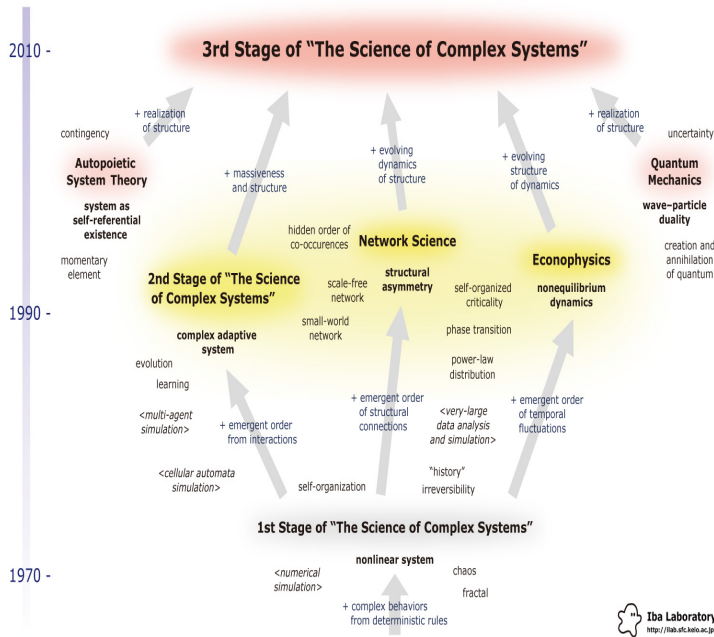 2010 -
3rd Stage of “The Science of Complex Systems”
+ realization
of structure
+ realization
of structure
contingency
uncertainty
Autopoietic
System Theory
+ massiveness
and structure
+ evolving
dynamics
of structure
+ evolving
structure
of dynamics
Quantum
Mechanics
system as
self-referential
existence
wave–particle
duality
momentary
element
creation and
annihilation
of quantum
hidden order of
co-occurences
Network Science
structural
asymmetry
Econophysics
nonequilibrium
dynamics
2nd Stage of “The Science
of Complex Systems”
scale-free
network
self-organized
criticality
1990 -
small-world
network
phase transition
complex adaptive
system
power-law
distribution
evolution
learning
<multi-agent
simulation>
+ emergent order
from interactions
+ emergent order
of structural
connections
<very-large
data analysis
and simulation>
+ emergent order
of temporal
fluctuations
<cellular automata
simulation>
self-organization
“history”
irreversibility
1st Stage of “The Science of Complex Systems”
nonlinear system
1970 -
<numerical
simulation>
chaos
fractal
+ complex behaviors
from deterministic rules
Iba Laboratory
http://ilab.sfc.keio.ac.jp